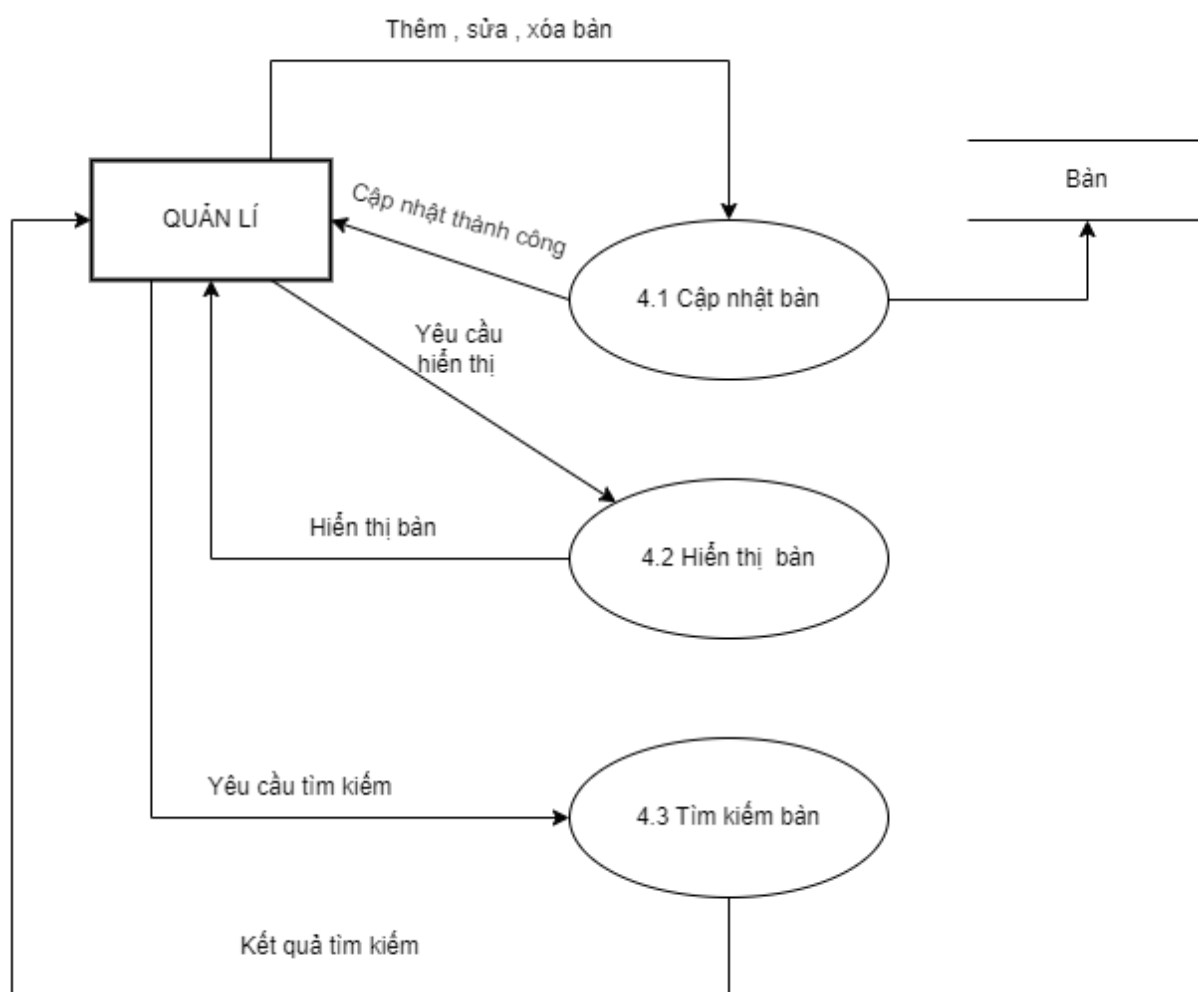 Thêm , sửa , xóa bàn
Bàn
QUẢN LÍ
Cập nhật thành công
4.1 Cập nhật bàn
Yêu cầu
hiển thị
Hiển thị bàn
4.2 Hiển thị bàn
Yêu cầu tìm kiếm
4.3 Tìm kiếm bàn
Kết quả tìm kiếm